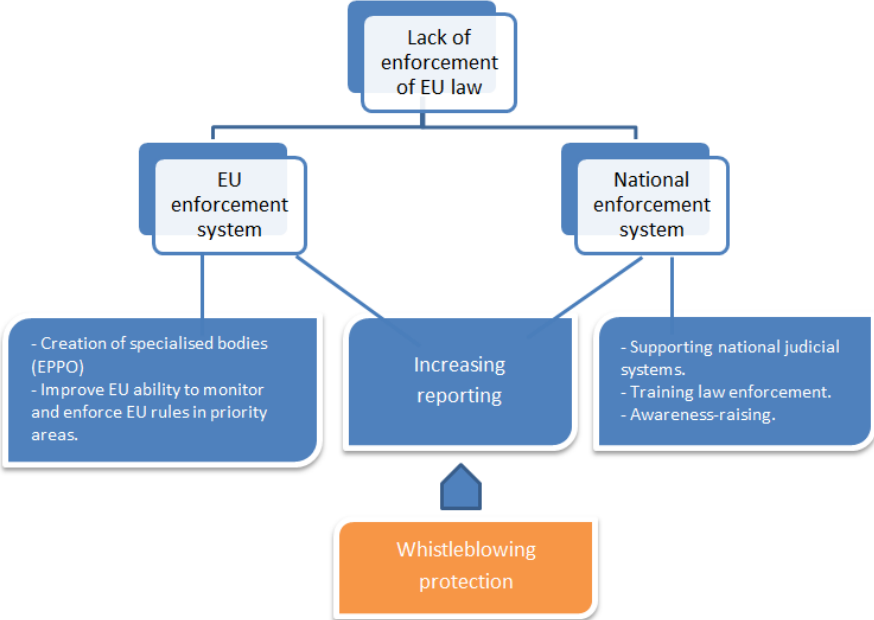 Lack of
enforcement
of EU law
EU
enforcement
system
National
enforcement
system
- Creation of specialised bodies
(EPPO)
- Improve EU ability to monitor
and enforce EU rules in priority
areas.
Increasing
reporting
- Supporting national judicial
systems.
- Training law enforcement.
- Awareness-raising.
Whistleblowing
protection